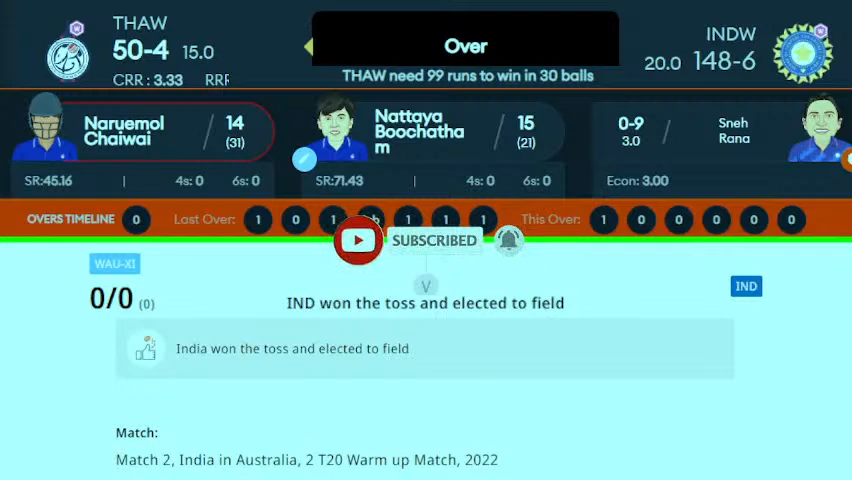 THAW
50-4 15.0
CRR : 3.33 RRR
Over
THAW need 99 runs to win in 30 balls
INDW
20.0 148-6
Naruemol
Chaiwai
14
(31)
SR:45.16 | 4s: 0 6s: 0
Nattaya
Boochatha
m
15
(21)
SR:71.43 | 4s: 0 6s: 0
0-9
3.0
Sneh
Rana
Econ: 3.00
OVERS TIMELINE 0 Last Over: 1 0 1 1 1 1 This Over: 1 0 0 0 0 0
SUBSCRIBED
WAU-XI
0/0 (0)
V
IND won the toss and elected to field
IND
India won the toss and elected to field
Match:
Match 2, India in Australia, 2 T20 Warm up Match, 2022